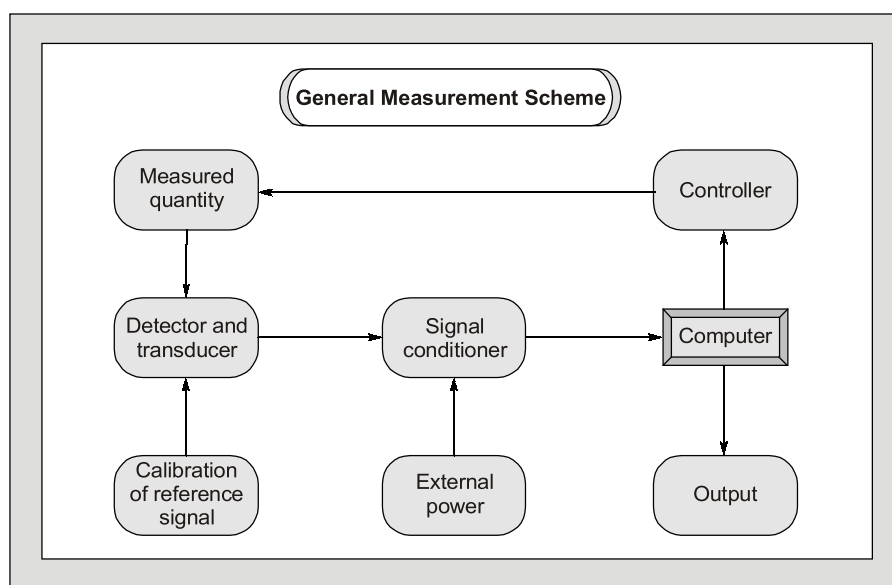 General Measurement Scheme
Measured
quantity
Controller
Detector and
transducer
Signal
conditioner
Computer
Calibration
of reference
signal
External
power
Output